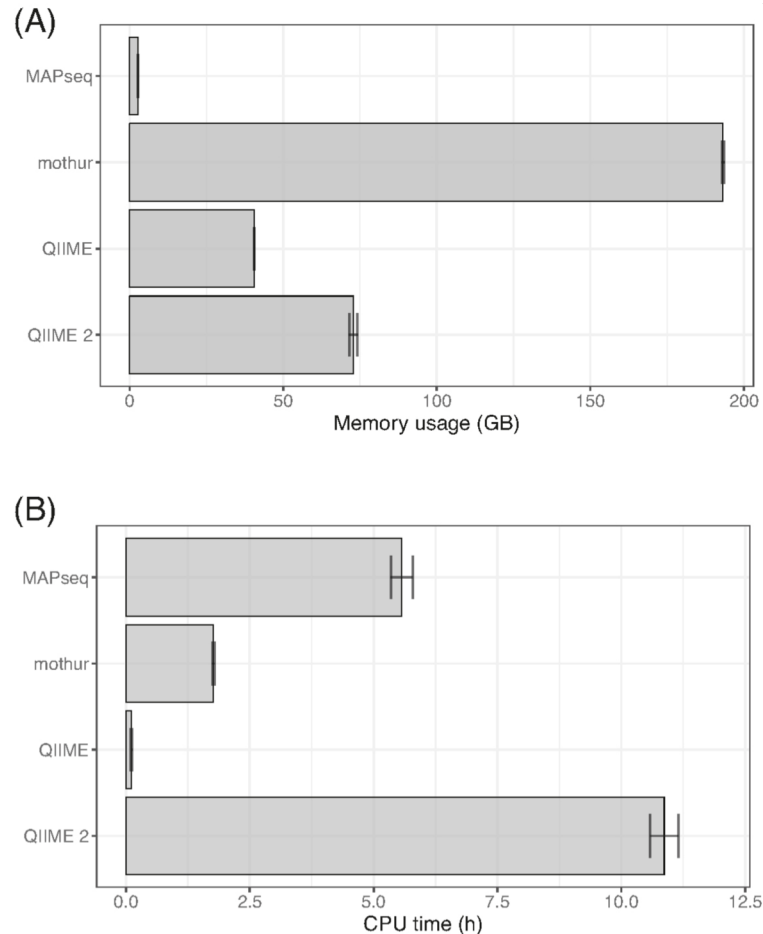 (A)
MAPseq
mothur
QIIME
QIIME 2
0 50 100 150 200
Memory usage (GB)
(B)
MAPseq
mothur
QIIME
QIIME 2
0.0 2.5 5.0 7.5 10.0 12.5
CPU time (h)